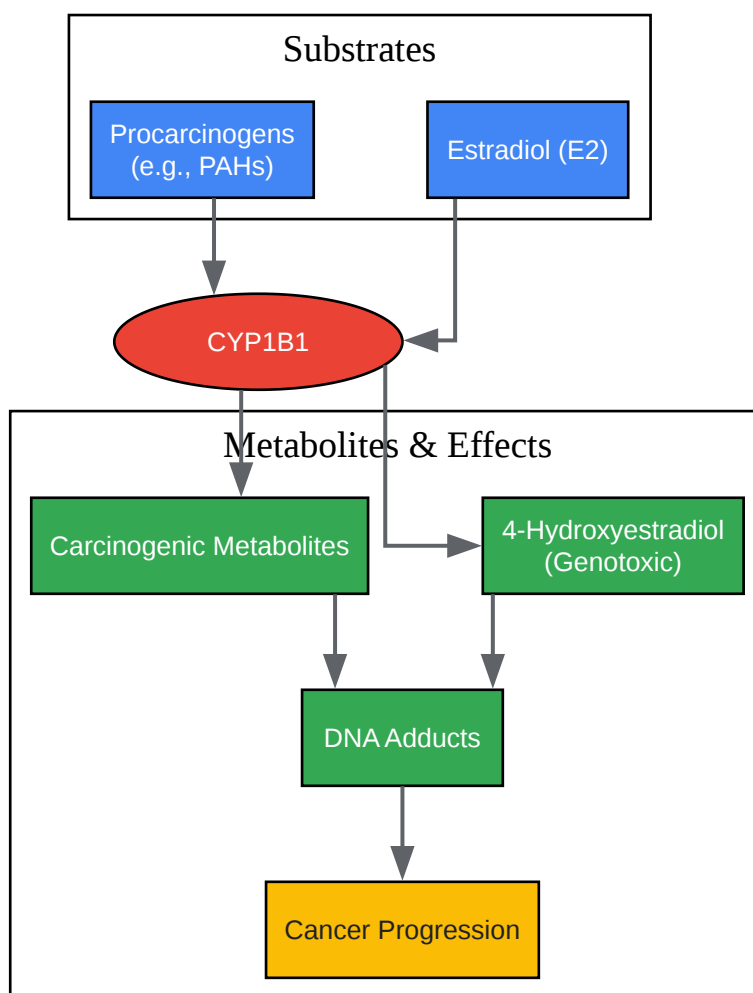 Substrates
Procarcinogens
(e.g., PAHs)
Estradiol (E2)
CYP1B1
Metabolites & Effects
Carcinogenic Metabolites
4-Hydroxyestradiol
(Genotoxic)
DNA Adducts
Cancer Progression